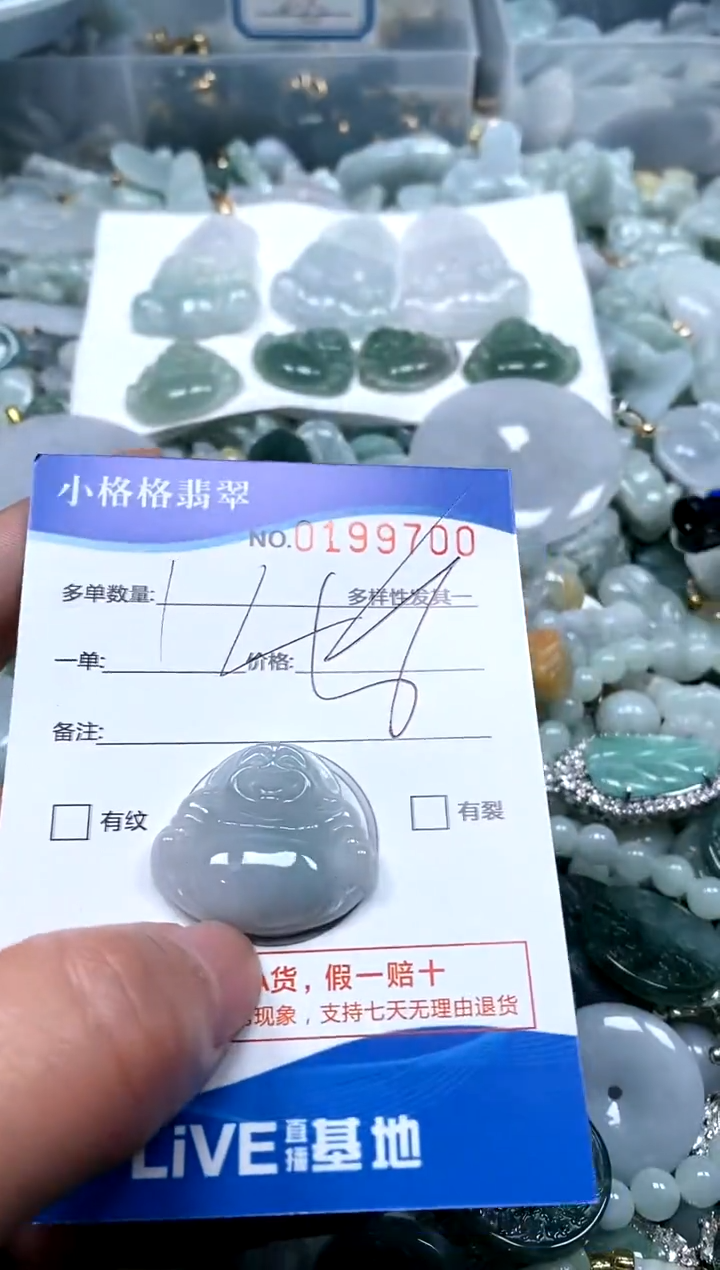 小格格翡翠
NO.0199700
多单数量: 多样性发其一
一单: 价格:
备注:
有纹 有裂
货，假一赔十
现象，支持七天无理由退货
LiVE直播基地